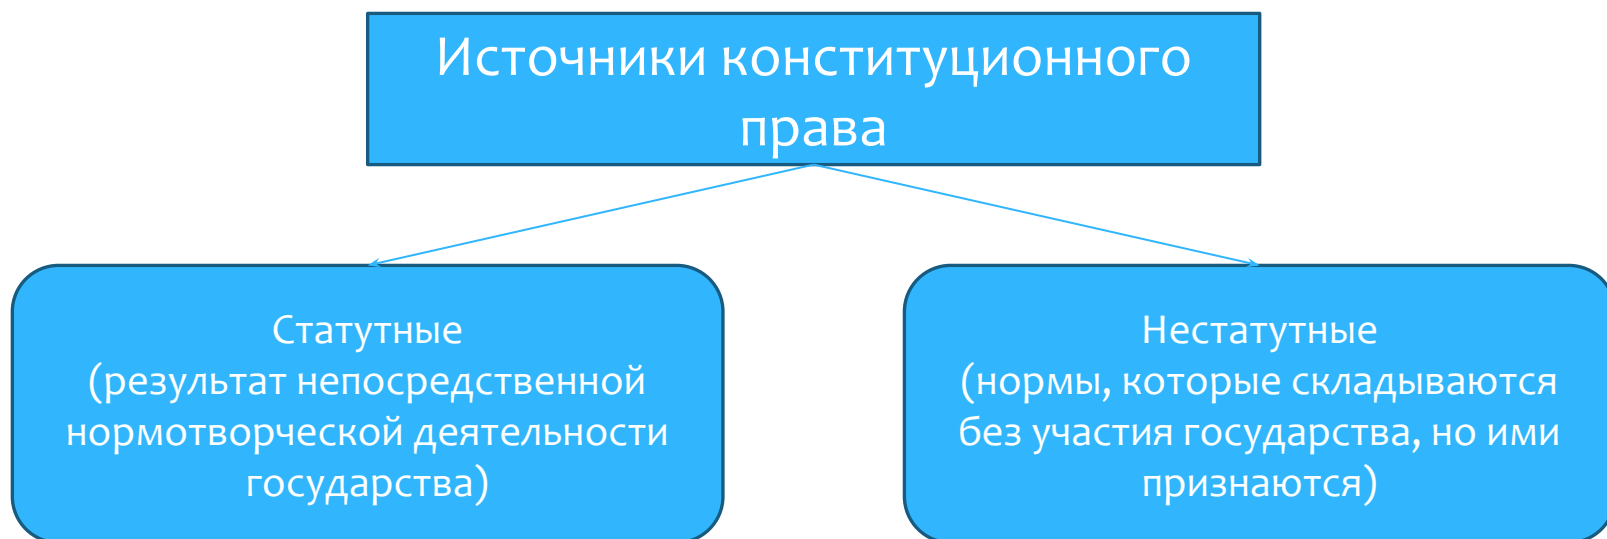 Источники конституционного
права
Статутные
(результат непосредственной
нормотворческой деятельности
государства)
Нестатутные
(нормы, которые складываются
без участия государства, но ими
признаются)